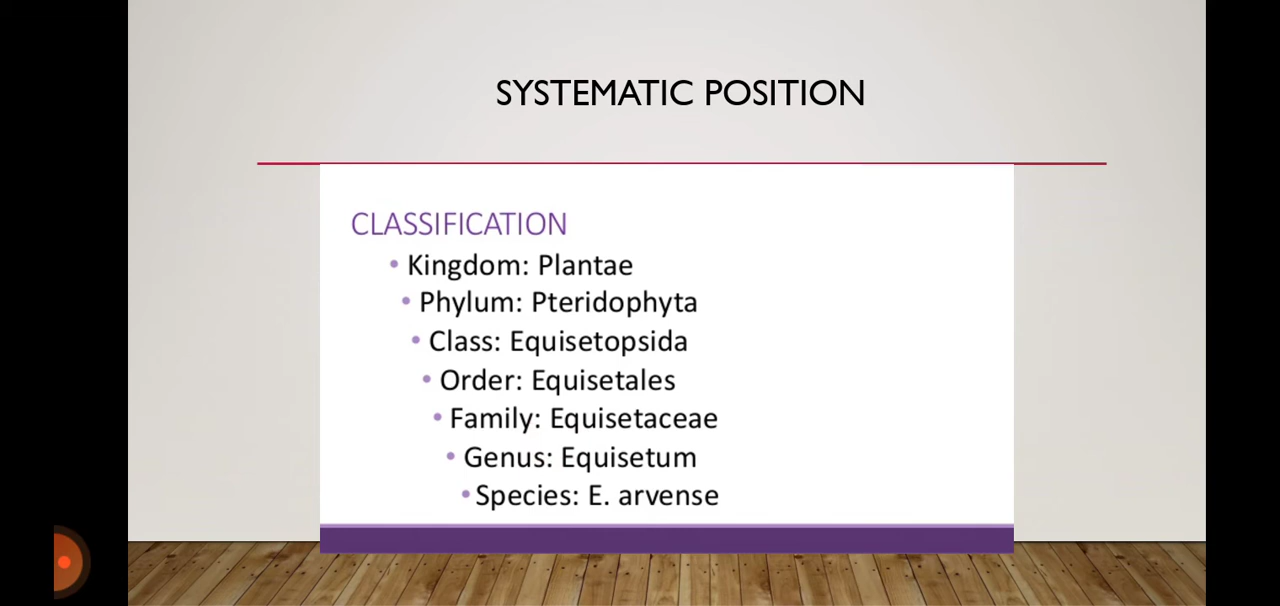 SYSTEMATIC POSITION
CLASSIFICATION
• Kingdom: Plantae
• Phylum: Pteridophyta
• Class: Equisetopsida
• Order: Equisetales
• Family: Equisetaceae
• Genus: Equisetum
• Species: E. arvense